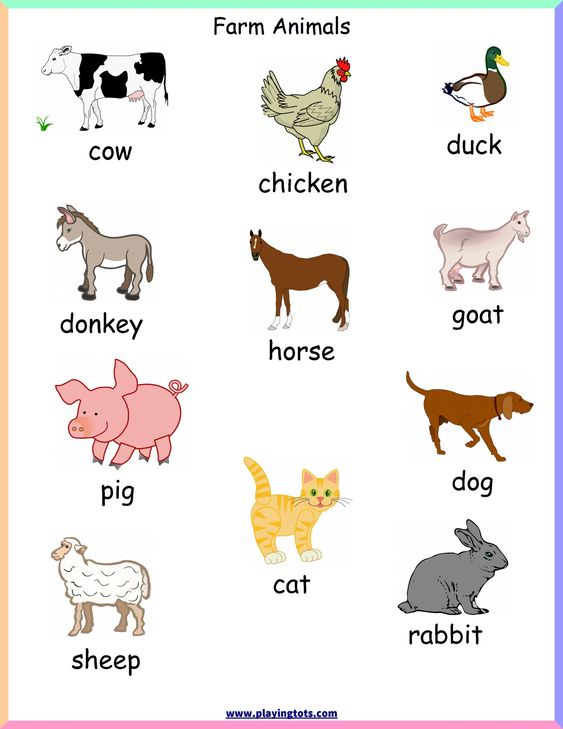 Farm Animals
cow
chicken
duck
donkey
horse
goat
pig
cat
dog
sheep
rabbit
www.playingtots.com